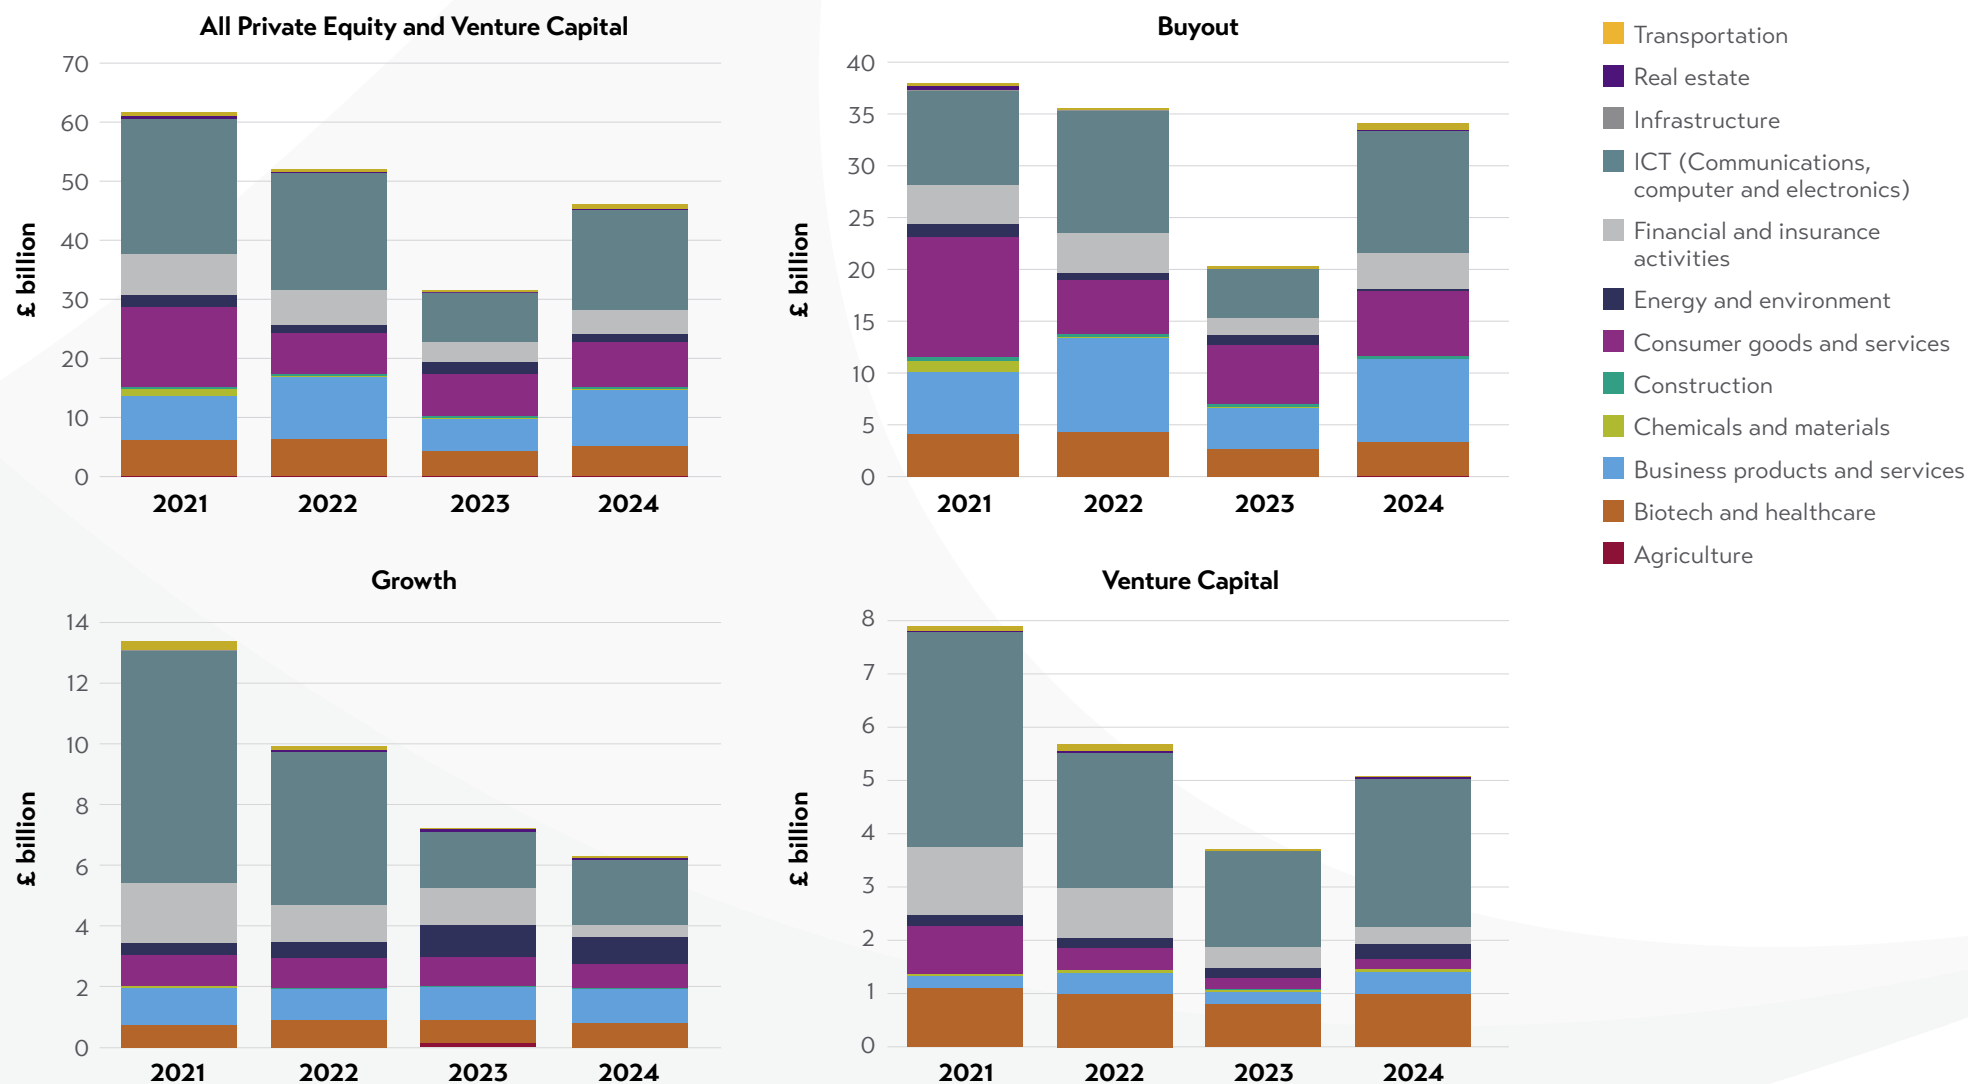 All Private Equity and Venture Capital
70
60
50
40
30
20
10
0
£ billion
2021
2022
2023
2024
Buyout
40
35
30
25
20
15
10
5
0
£ billion
2021
2022
2023
2024
Transportation
Real estate
Infrastructure
ICT (Communications,
computer and electronics)
Financial and insurance
activities
Energy and environment
Consumer goods and services
Construction
Chemicals and materials
Business products and services
Biotech and healthcare
Agriculture
Growth
14
12
10
8
6
4
2
0
£ billion
2021
2022
2023
2024
Venture Capital
8
7
6
5
4
3
2
1
0
£ billion
2021
2022
2023
2024